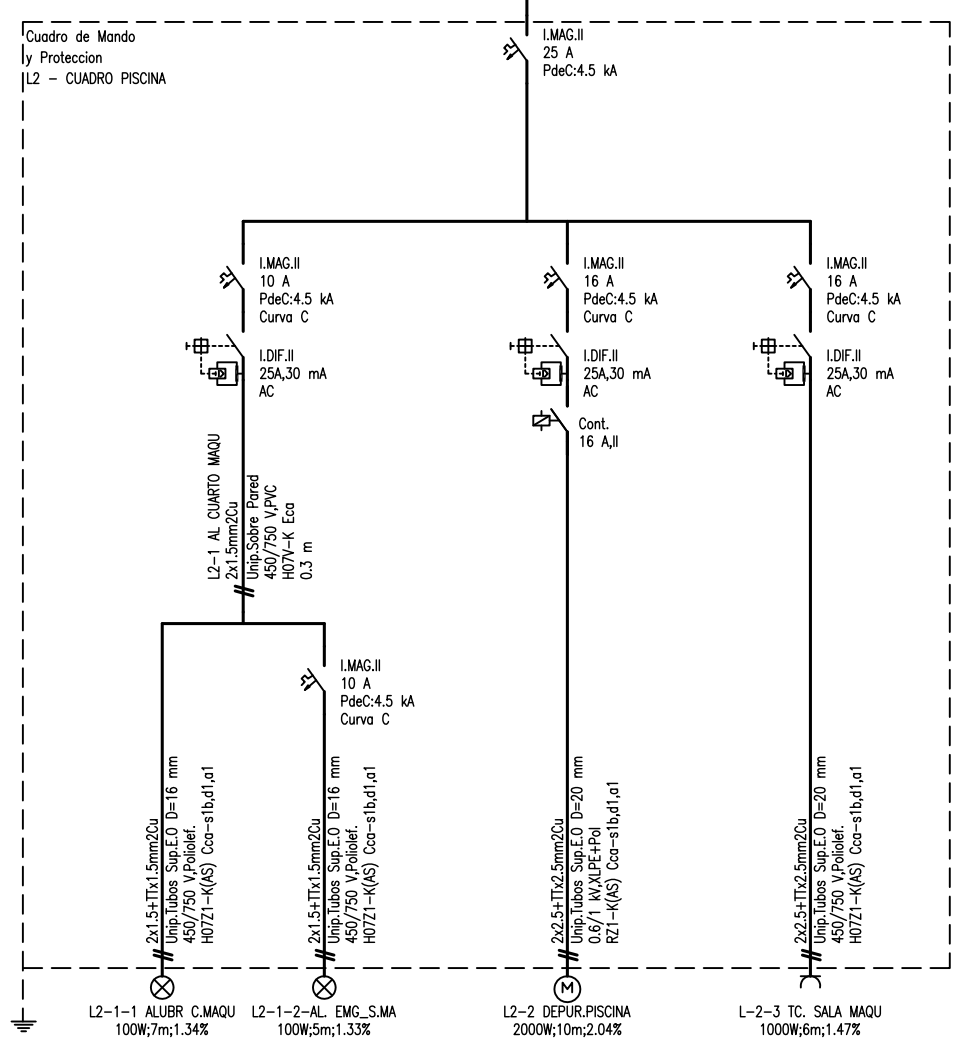 Cuadro de Mando
y Proteccion
L2 - CUADRO PISCINA
I.MAG.II
25 A
PdeC:4.5 kA
I.MAG.II
10 A
PdeC:4.5 kA
Curva C
I.DIF.II
25A,30 mA
AC
I.MAG.II
16 A
PdeC:4.5 kA
Curva C
I.DIF.II
25A,30 mA
AC
Cont.
16 A,II
I.MAG.II
16 A
PdeC:4.5 kA
Curva C
I.DIF.II
25A,30 mA
AC
L2-1 AL CUARTO MAQU
2x1.5mm2Cu
Unip.Sobre Pared
450/750 V,PVC
H07V-K Eca
0.3 m
I.MAG.II
10 A
PdeC:4.5 kA
Curva C
2x1.5+TTx1.5mm2Cu
Unip.Tubos Sup.E.O D=16 mm
450/750 V,Poliolef.
H07Z1-K(AS) Cca-s1b,d1,a1
2x1.5+TTx1.5mm2Cu
Unip.Tubos Sup.E.O D=16 mm
450/750 V,Poliolef.
H07Z1-K(AS) Cca-s1b,d1,a1
2x2.5+TTx2.5mm2Cu
Unip.Tubos Sup.E.O D=20 mm
0.6/1 kV,XLPE+Pol
RZ1-K(AS) Cca-s1b,d1,a1
2x2.5+TTx2.5mm2Cu
Unip.Tubos Sup.E.O D=20 mm
450/750 V,Poliolef.
H07Z1-K(AS) Cca-s1b,d1,a1
M
L2-1-1 ALUBR C.MAQU
100W;7m;1.34%
L2-1-2-AL. EMG_S.MA
100W;5m;1.33%
L2-2 DEPUR.PISCINA
2000W;10m;2.04%
L-2-3 TC. SALA MAQU
1000W;6m;1.47%